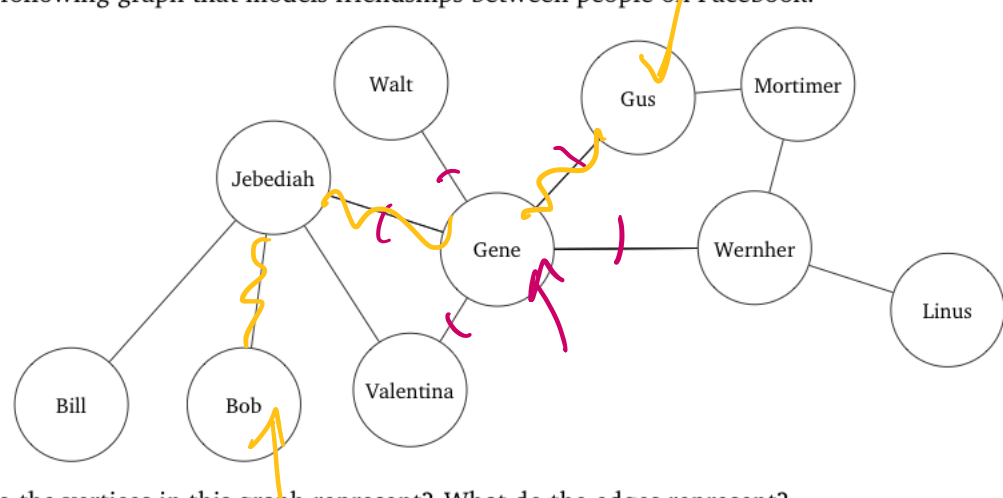 following graph that models friendships between people on Facebook.
Walt
Gus
Mortimer
Jebediah
Gene
Wernher
Linus
Bill
Bob
Valentina
the vertices in this graph represent? What do the edges represent?